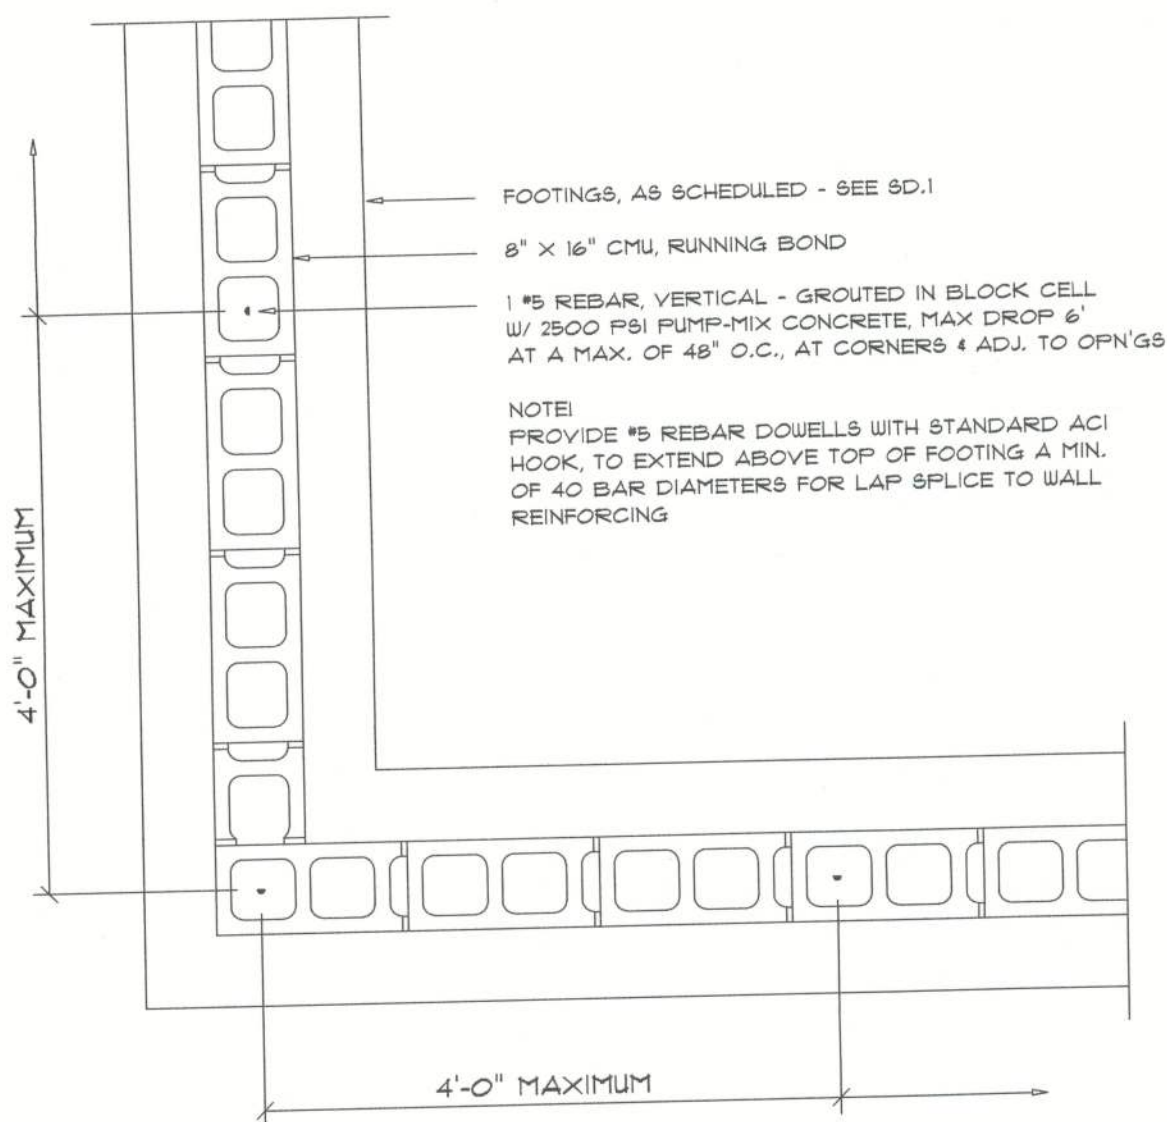 FOOTINGS, AS SCHEDULED - SEE SD.1
8" X 16" CMU, RUNNING BOND
1 #5 REBAR, VERTICAL - GROUTED IN BLOCK CELL
W/ 2500 PSI PUMP-MIX CONCRETE, MAX DROP 6'
AT A MAX. OF 48" O.C., AT CORNERS & ADJ. TO OPN'GS
NOTE:
PROVIDE #5 REBAR DOWELLS WITH STANDARD ACI
HOOK, TO EXTEND ABOVE TOP OF FOOTING A MIN.
OF 40 BAR DIAMETERS FOR LAP SPLICE TO WALL
REINFORCING
4'-0" MAXIMUM
4'-0" MAXIMUM